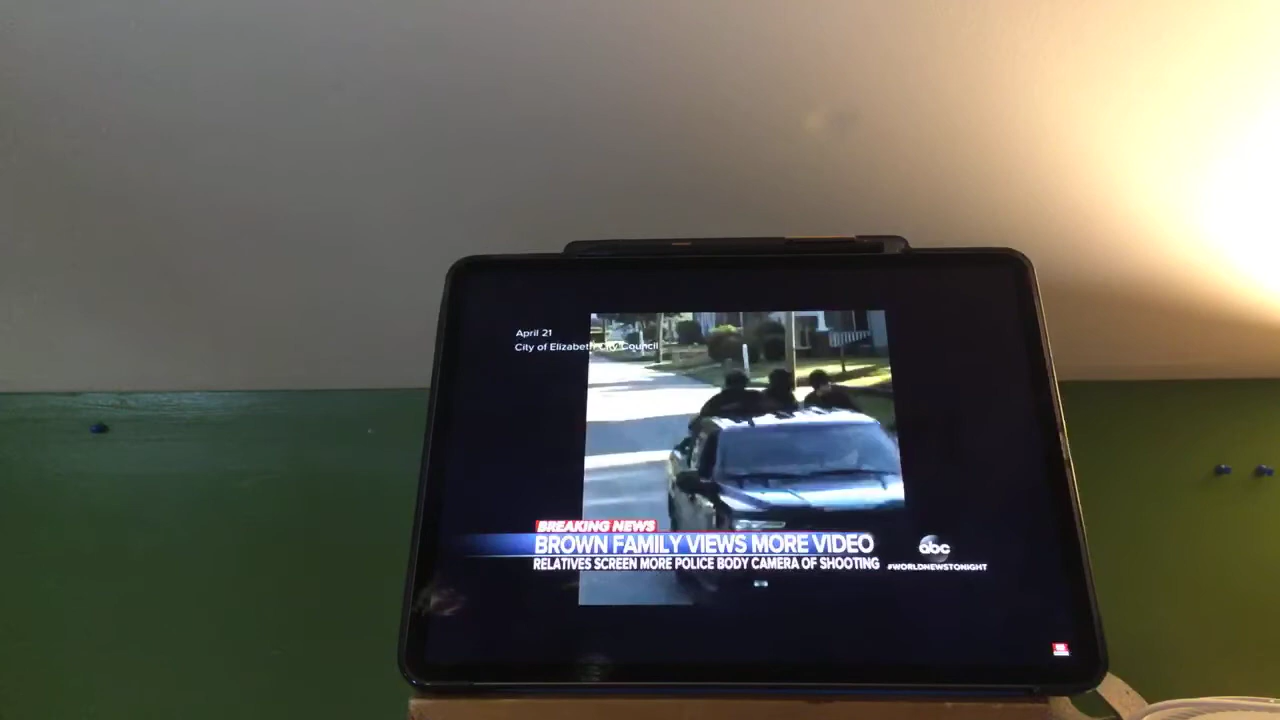 April 21
City of Elizabeth City Council
BREAKING NEWS
BROWN FAMILY VIEWS MORE VIDEO
RELATIVES SCREEN MORE POLICE BODY CAMERA OF SHOOTING
abc
#WORLDNEWSTONIGHT